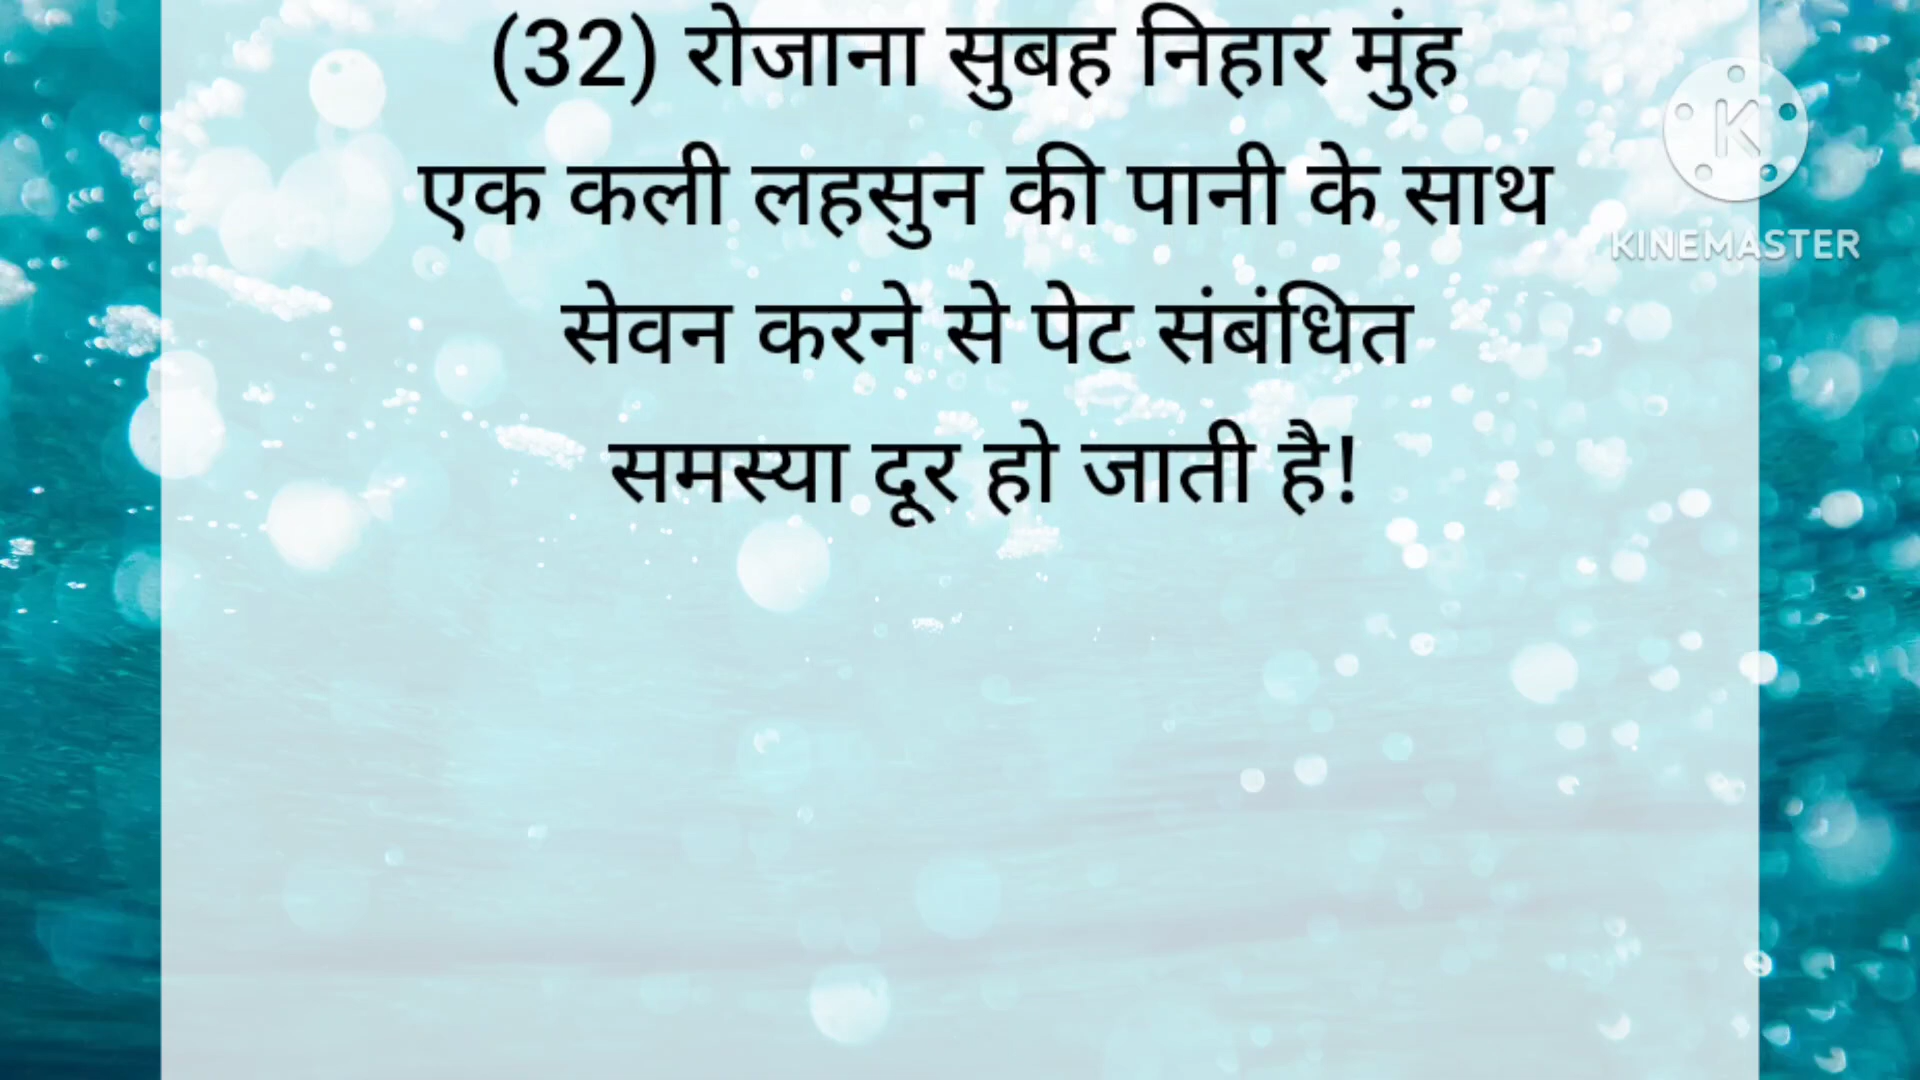 (32) रोजाना सुबह निहार मुंह
एक कली लहसुन की पानी के साथ
सेवन करने से पेट संबंधित
समस्या दूर हो जाती है!
K
KINEMASTER